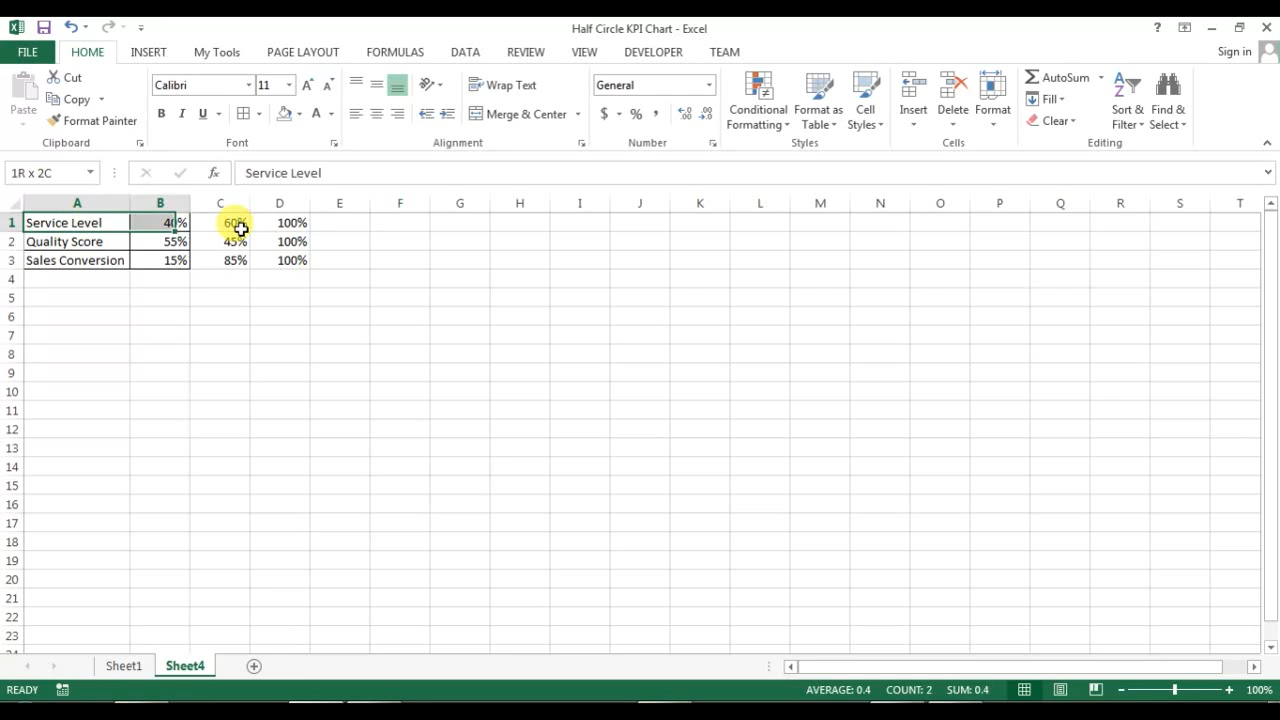 Half Circle KPI Chart - Excel
Sign in
FILE HOME INSERT My Tools PAGE LAYOUT FORMULAS DATA REVIEW VIEW DEVELOPER TEAM
Paste
Cut
Copy
Format Painter
Clipboard
Calibri 11
B I U A
Font
Wrap Text
Merge & Center
Alignment
General
$ % ,
Number
Conditional Formatting
Format as Table
Cell Styles
Styles
Insert
Delete
Format
Cells
AutoSum
Fill
Clear
Sort & Filter
Find & Select
Editing
1R x 2C fx Service Level
A B C D E F G H I J K L M N O P Q R S T
1 Service Level 40% 60% 100%
2 Quality Score 55% 45% 100%
3 Sales Conversion 15% 85% 100%
4
5
6
7
8
9
10
11
12
13
14
15
16
17
18
19
20
21
22
23
Sheet1 Sheet4
READY AVERAGE: 0.4 COUNT: 2 SUM: 0.4 100%